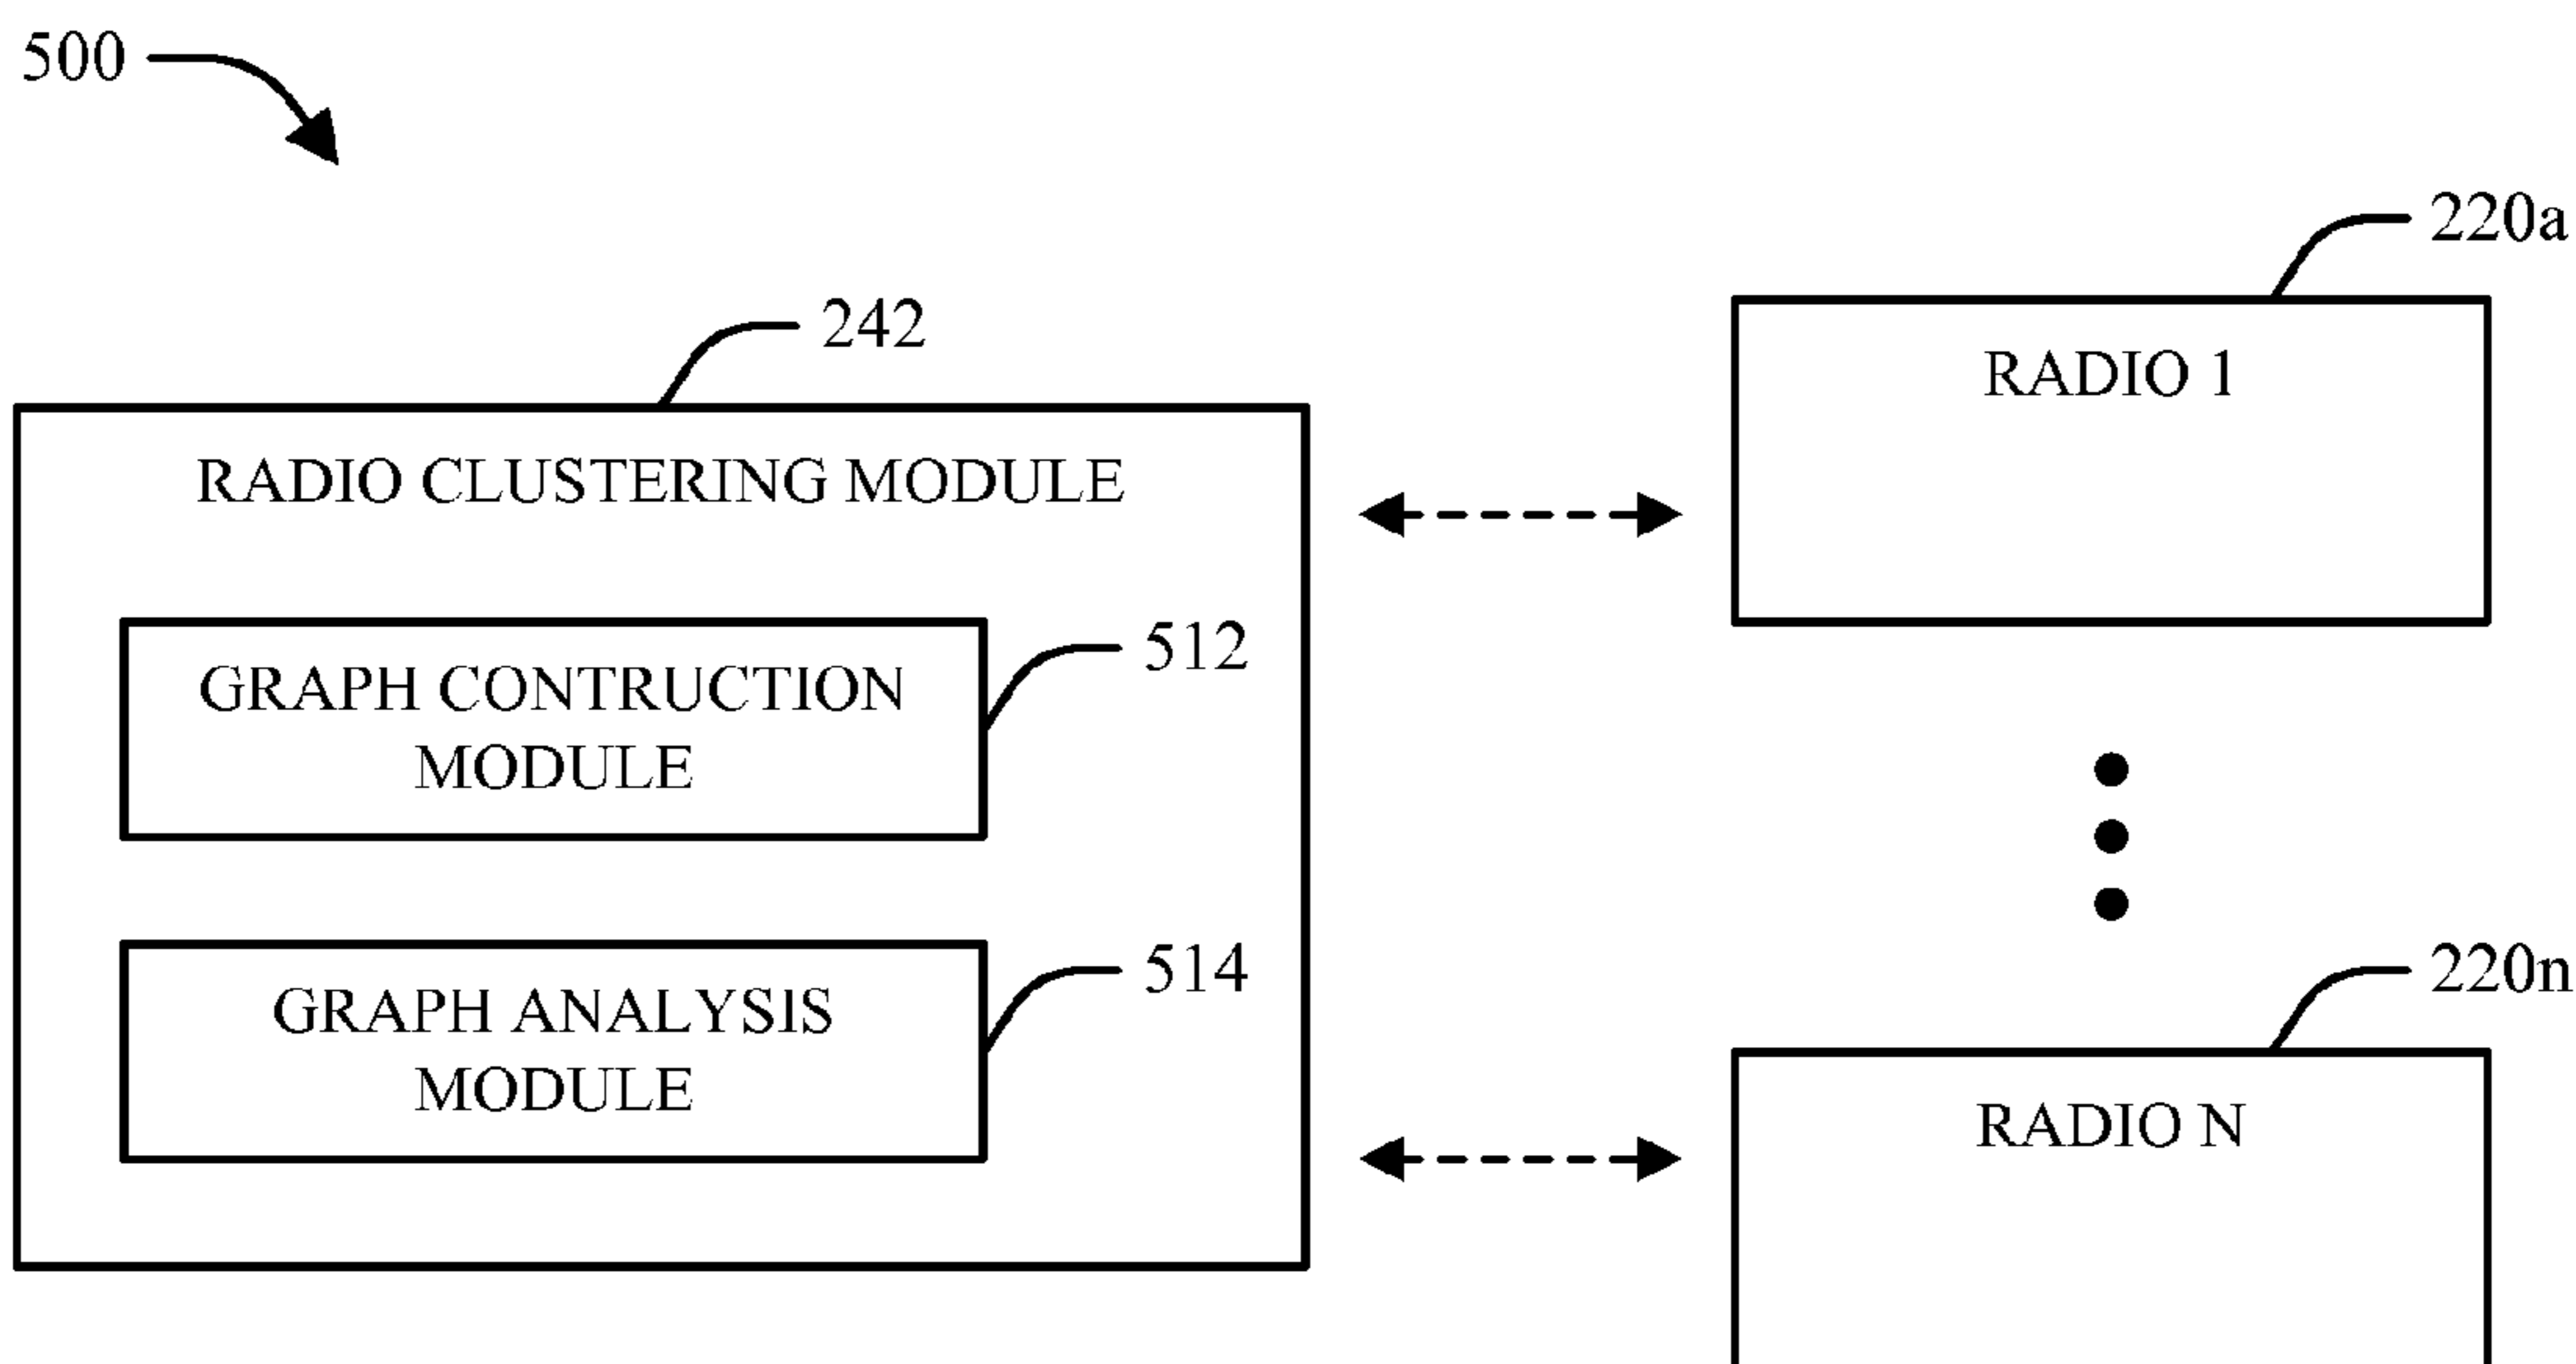 500
220a
RADIO 1
242
RADIO CLUSTERING MODULE
512
GRAPH CONTRUCTION
MODULE
514
GRAPH ANALYSIS
MODULE
220n
RADIO N